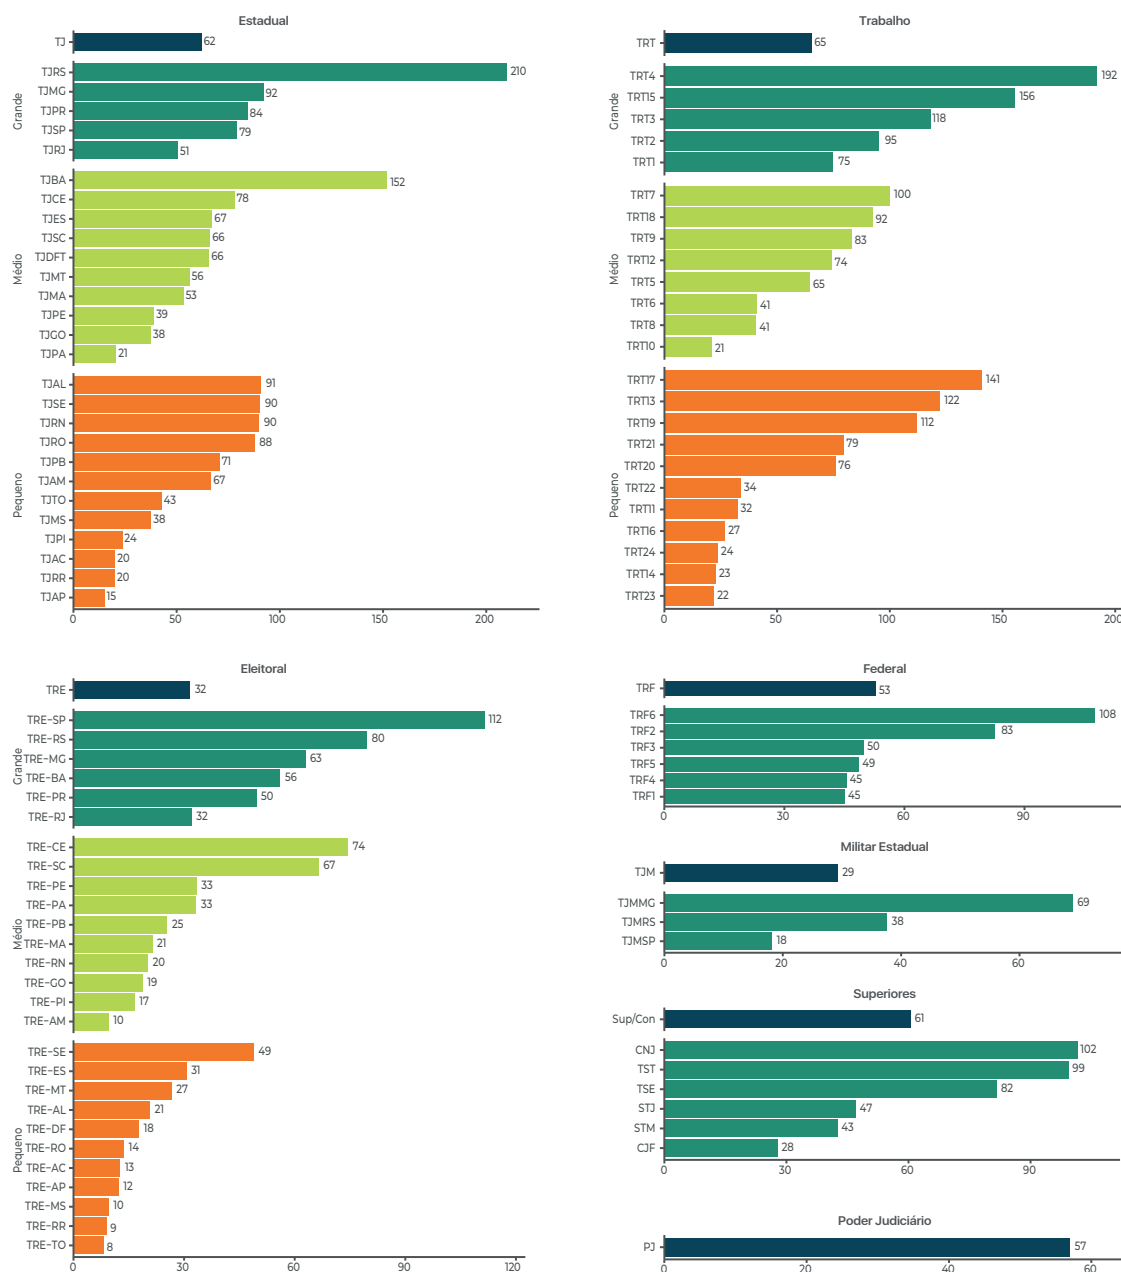 Estadual
TJ 62
Grande
TJRS 210
TJMG 92
TJPR 84
TJSP 79
TJRJ 51
Médio
TJBA 152
TJCE 78
TJES 67
TJSC 66
TJDFT 66
TJMT 56
TJMA 53
TJPE 39
TJGO 38
TJPA 21
Pequeno
TJAL 91
TJSE 90
TJRN 90
TJRO 88
TJPB 71
TJAM 67
TJTO 43
TJMS 38
TJPI 24
TJAC 20
TJRR 20
TJAP 15
0 50 100 150 200
Trabalho
TRT 65
Grande
TRT4 192
TRT15 156
TRT3 118
TRT2 95
TRT1 75
Médio
TRT7 100
TRT18 92
TRT9 83
TRT12 74
TRT5 65
TRT6 41
TRT8 41
TRT10 21
Pequeno
TRT17 141
TRT13 122
TRT19 112
TRT21 79
TRT20 76
TRT22 34
TRT11 32
TRT16 27
TRT24 24
TRT14 23
TRT23 22
0 50 100 150 200
Eleitoral
TRE 32
Grande
TRE-SP 112
TRE-RS 80
TRE-MG 63
TRE-BA 56
TRE-PR 50
TRE-RJ 32
Médio
TRE-CE 74
TRE-SC 67
TRE-PE 33
TRE-PA 33
TRE-PB 25
TRE-MA 21
TRE-RN 20
TRE-GO 19
TRE-PI 17
TRE-AM 10
Pequeno
TRE-SE 49
TRE-ES 31
TRE-MT 27
TRE-AL 21
TRE-DF 18
TRE-RO 14
TRE-AC 13
TRE-AP 12
TRE-MS 10
TRE-RR 9
TRE-TO 8
0 30 60 90 120
Federal
TRF 53
TRF6 108
TRF2 83
TRF3 50
TRF5 49
TRF4 45
TRF1 45
0 30 60 90
Militar Estadual
TJM 29
TJMMG 69
TJMRS 38
TJMSP 18
0 20 40 60
Superiores
Sup/Con 61
CNJ 102
TST 99
TSE 82
STJ 47
STM 43
CJF 28
0 30 60 90
Poder Judiciário
PJ 57
0 20 40 60